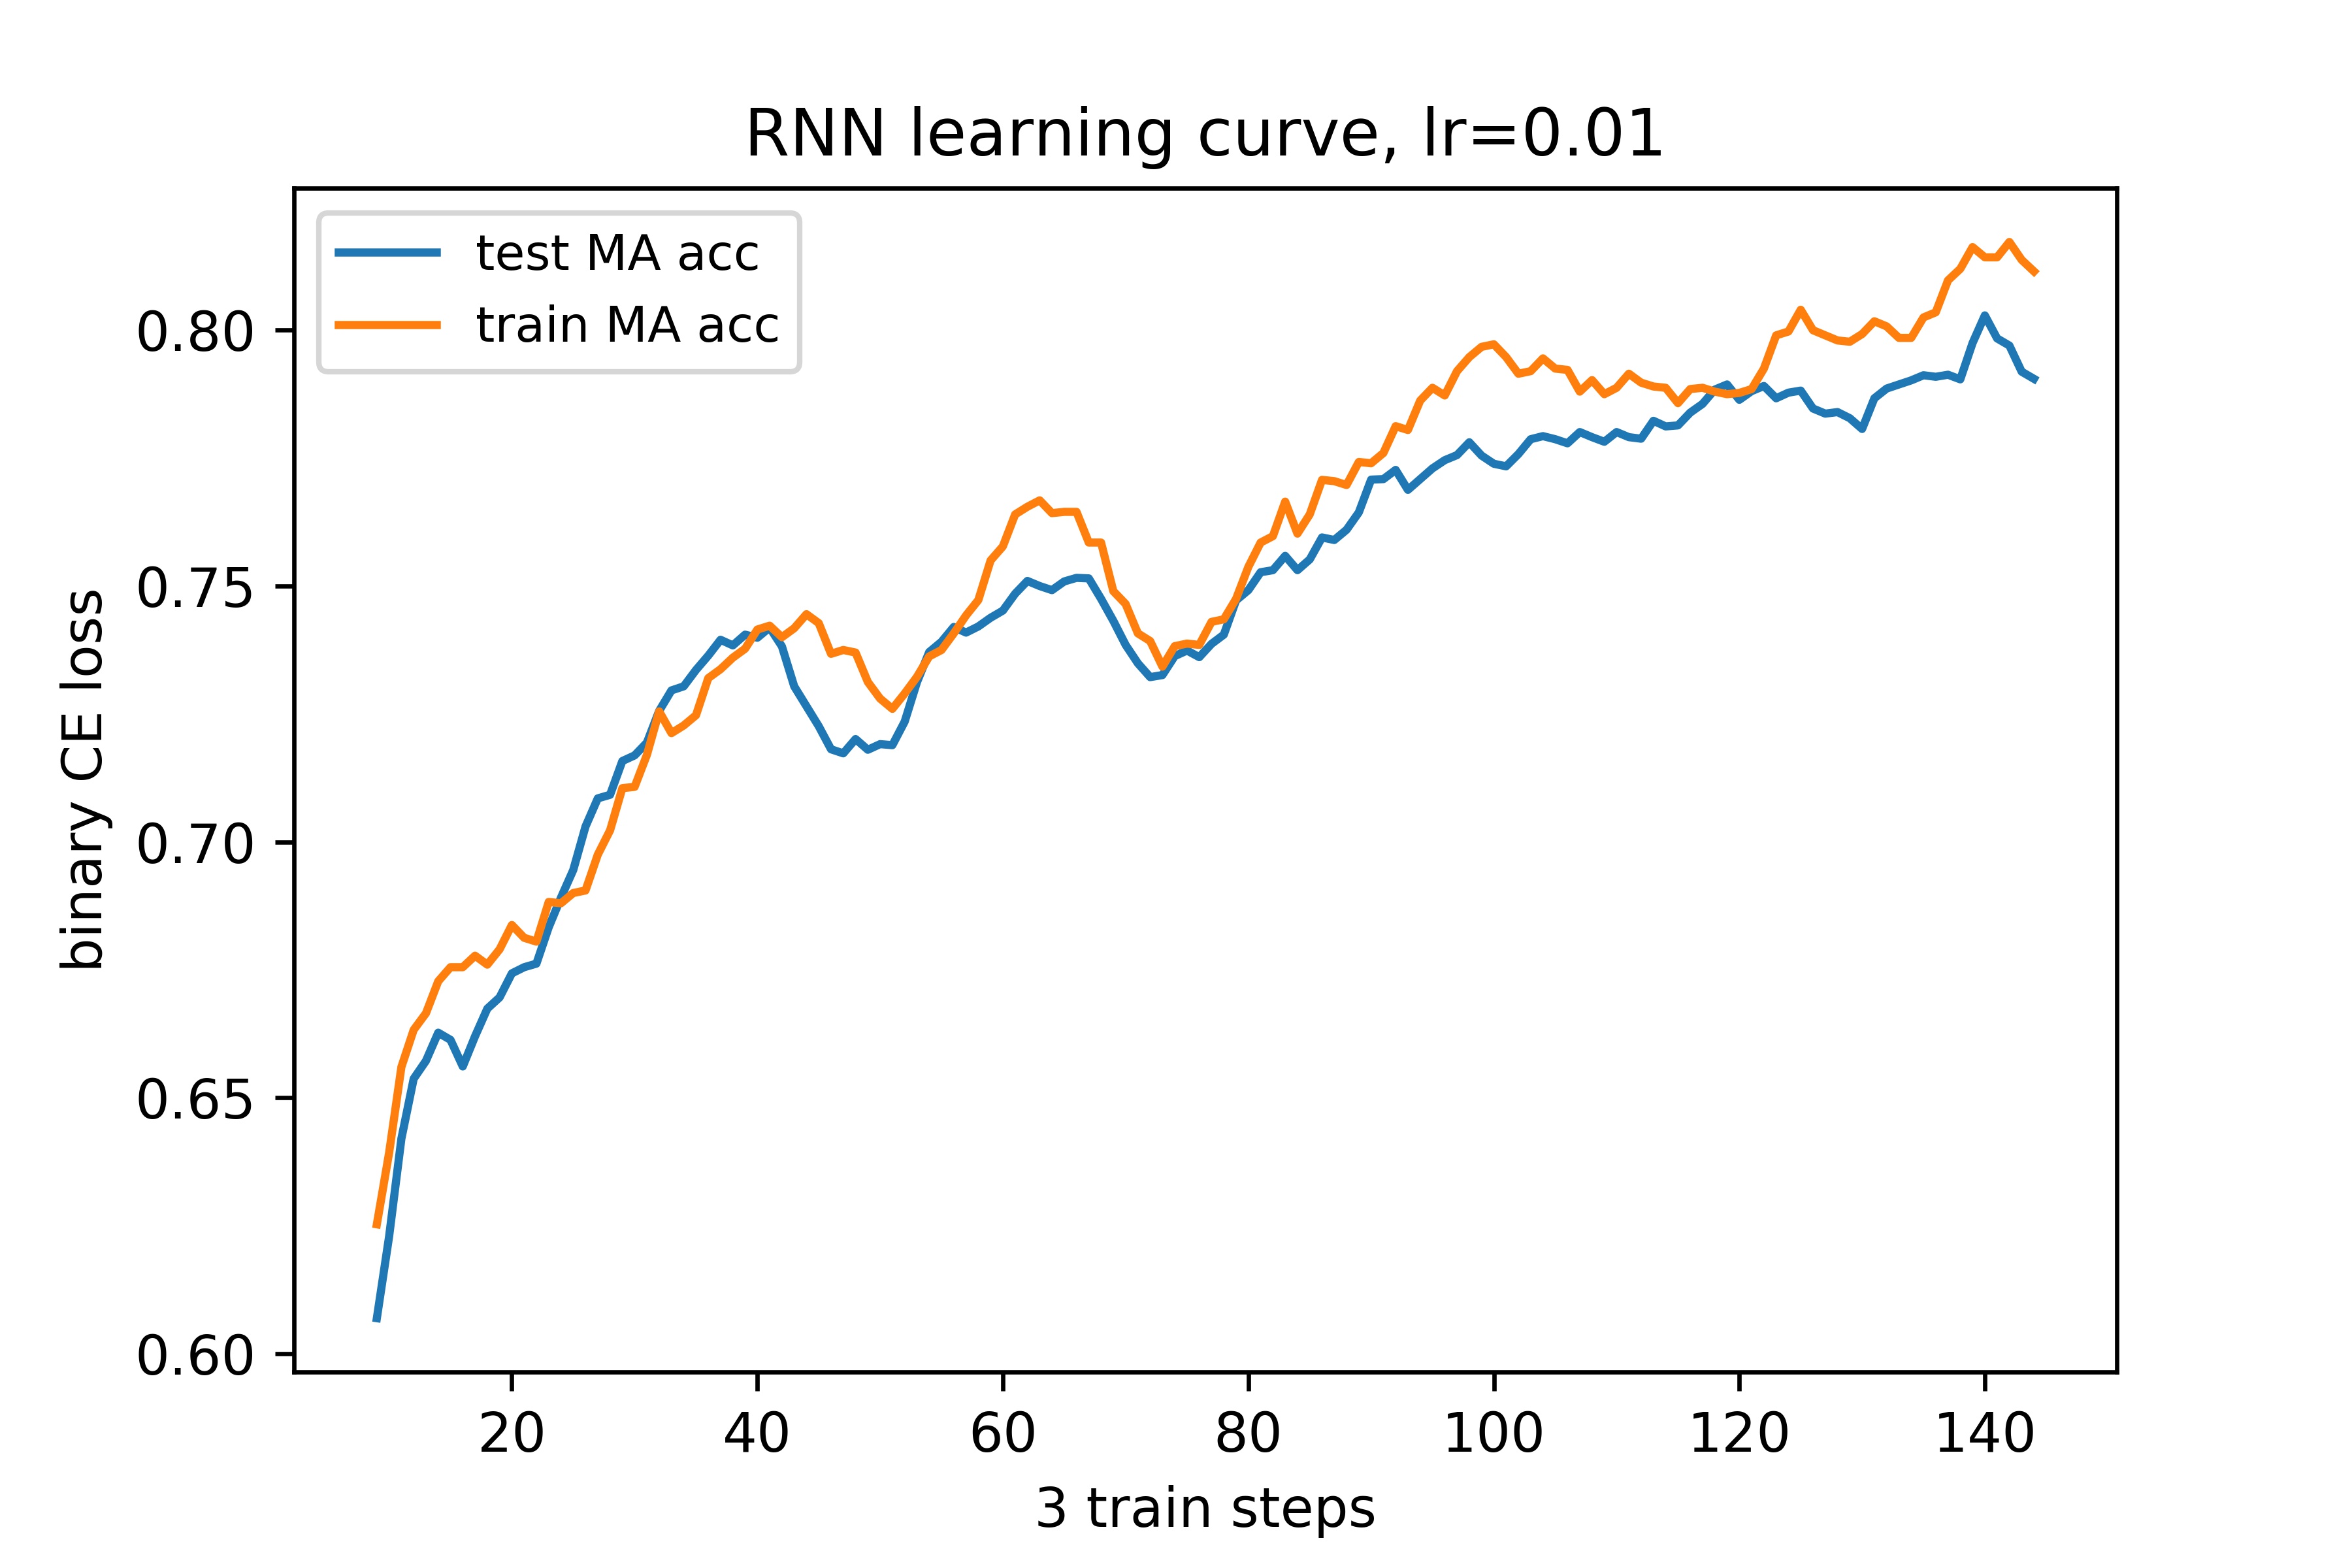 RNN learning curve, lr=0.01
test MA acc
train MA acc
0.80
0.75
0.70
0.65
0.60
binary CE loss
20 40 60 80 100 120 140
3 train steps